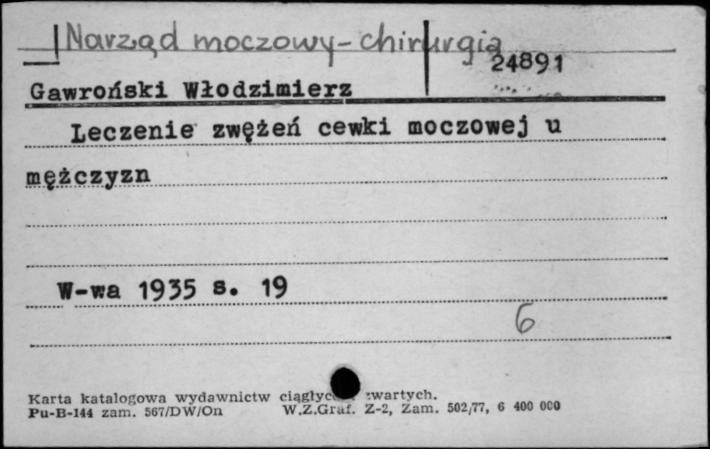 Narząd moczowy - chirurgia
24891
Gawroński Włodzimierz
Leczenie zwężeń cewki moczowej u
mężczyzn
W-wa 1935 s. 19
6
Karta katalogowa wydawnictw zwartych.
Pu-B-144 zam. 567/DW/On W.Z.Graf. Z-2, Zam. 502/77, 6 400 000